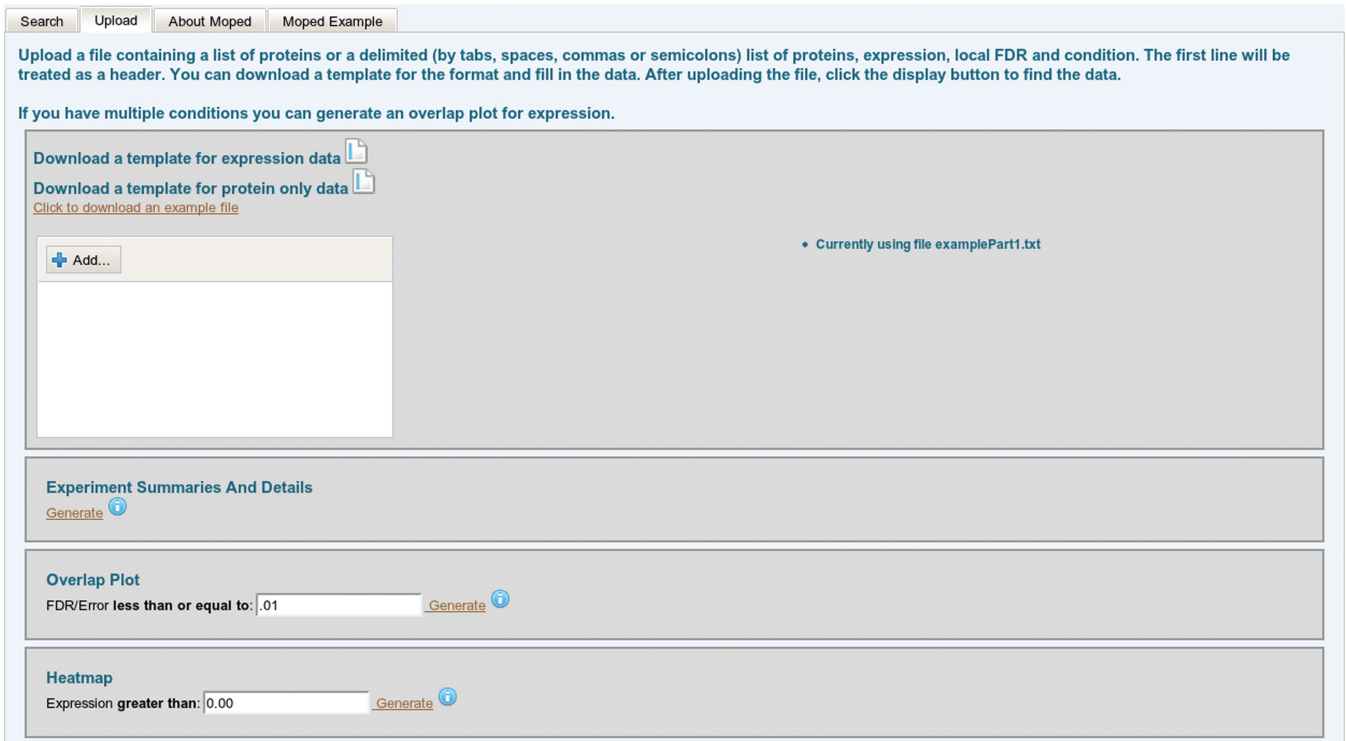 Search Upload About Moped Moped Example
Upload a file containing a list of proteins or a delimited (by tabs, spaces, commas or semicolons) list of proteins, expression, local FDR and condition. The first line will be
treated as a header. You can download a template for the format and fill in the data. After uploading the file, click the display button to find the data.
If you have multiple conditions you can generate an overlap plot for expression.
Download a template for expression data
Download a template for protein only data
Click to download an example file
Add...
• Currently using file examplePart1.txt
Experiment Summaries And Details
Generate
Overlap Plot
FDR/Error less than or equal to: .01 Generate
Heatmap
Expression greater than: 0.00 Generate